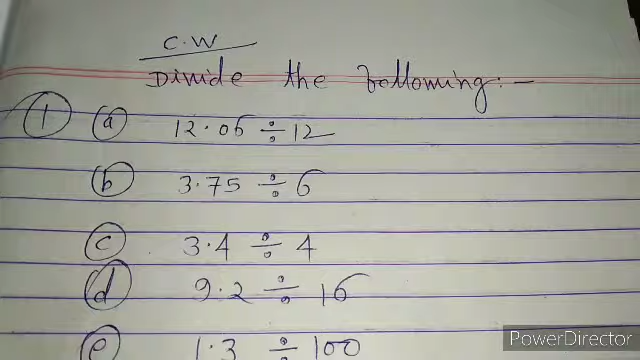 C.W
Divide the following:-
1 a 12.06 ÷ 12
b 3.75 ÷ 6
c 3.4 ÷ 4
d 9.2 ÷ 16
e 1.3 ÷ 100
PowerDirector